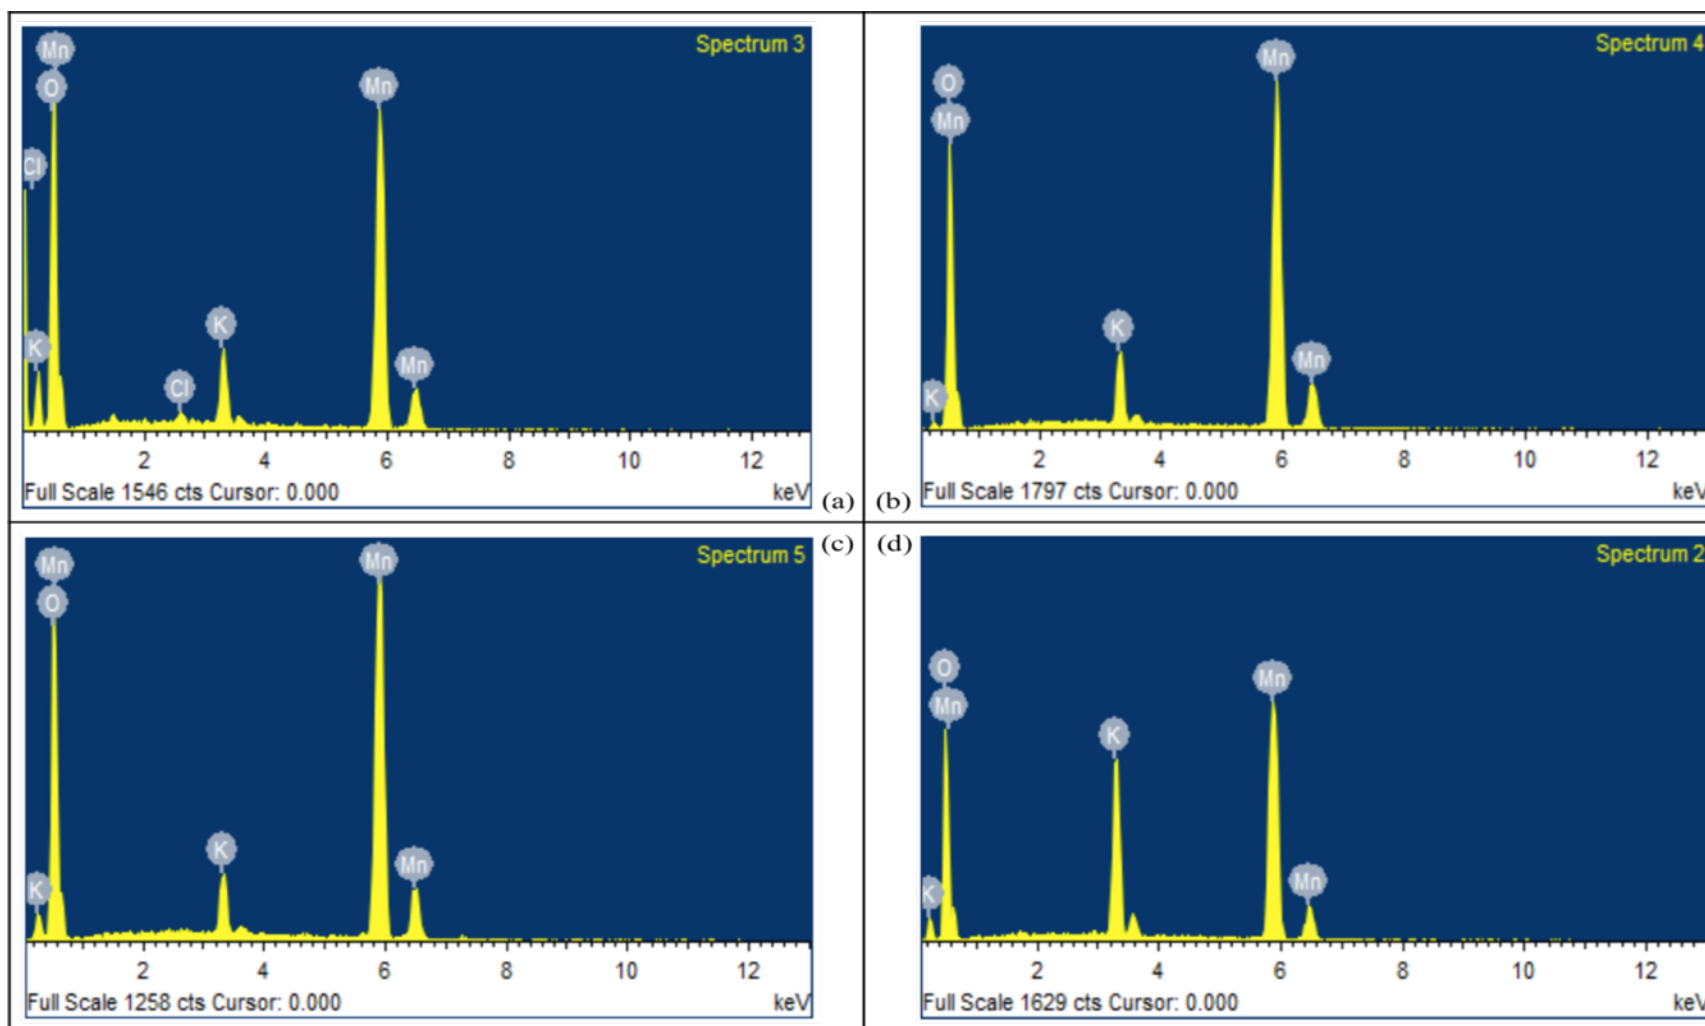 Spectrum 3
Mn
O
Cl
K
Cl
K
Mn
Mn
2 4 6 8 10 12
Full Scale 1546 cts Cursor: 0.000 keV
(a)
Spectrum 4
O
Mn
K
K
Mn
Mn
2 4 6 8 10 12
Full Scale 1797 cts Cursor: 0.000 keV
(b)
Spectrum 5
Mn
O
K
K
Mn
Mn
2 4 6 8 10 12
Full Scale 1258 cts Cursor: 0.000 keV
(c)
(d)
Spectrum 2
O
Mn
K
K
Mn
Mn
2 4 6 8 10 12
Full Scale 1629 cts Cursor: 0.000 keV